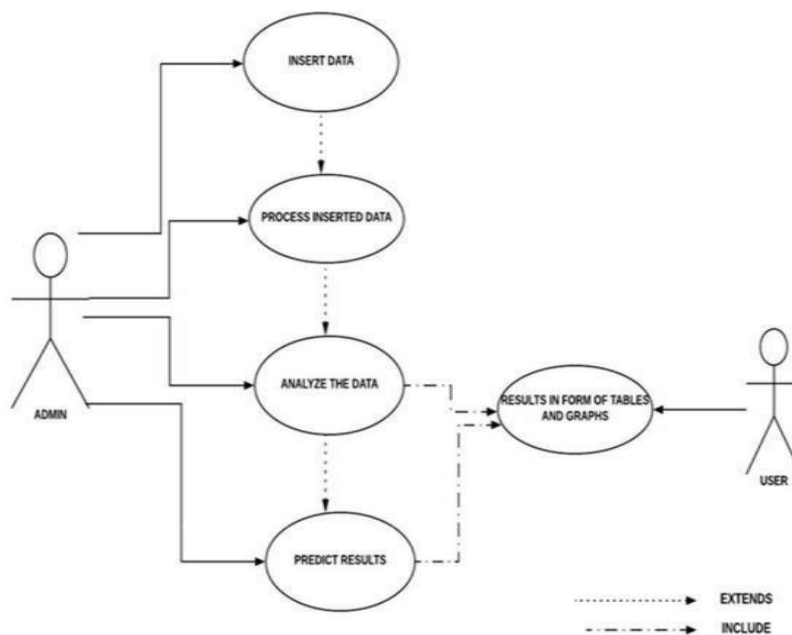 INSERT DATA
PROCESS INSERTED DATA
ADMIN
ANALYZE THE DATA
RESULTS IN FORM OF TABLES
AND GRAPHS
USER
PREDICT RESULTS
EXTENDS
INCLUDE